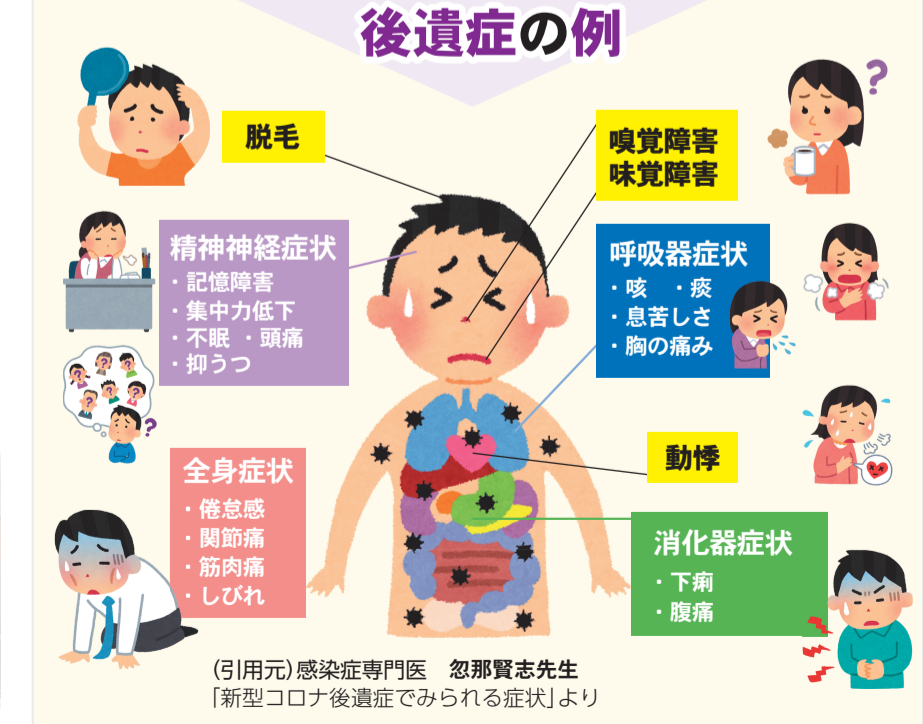 後遺症の例
脱毛
嗅覚障害
味覚障害
?
精神神経症状
・記憶障害
・集中力低下
・不眠 ・頭痛
・抑うつ
呼吸器症状
・咳 ・痰
・息苦しさ
・胸の痛み
動悸
全身症状
・倦怠感
・関節痛
・筋肉痛
・しびれ
消化器症状
・下痢
・腹痛
(引用元)感染症専門医 忽那賢志先生
「新型コロナ後遺症でみられる症状」より